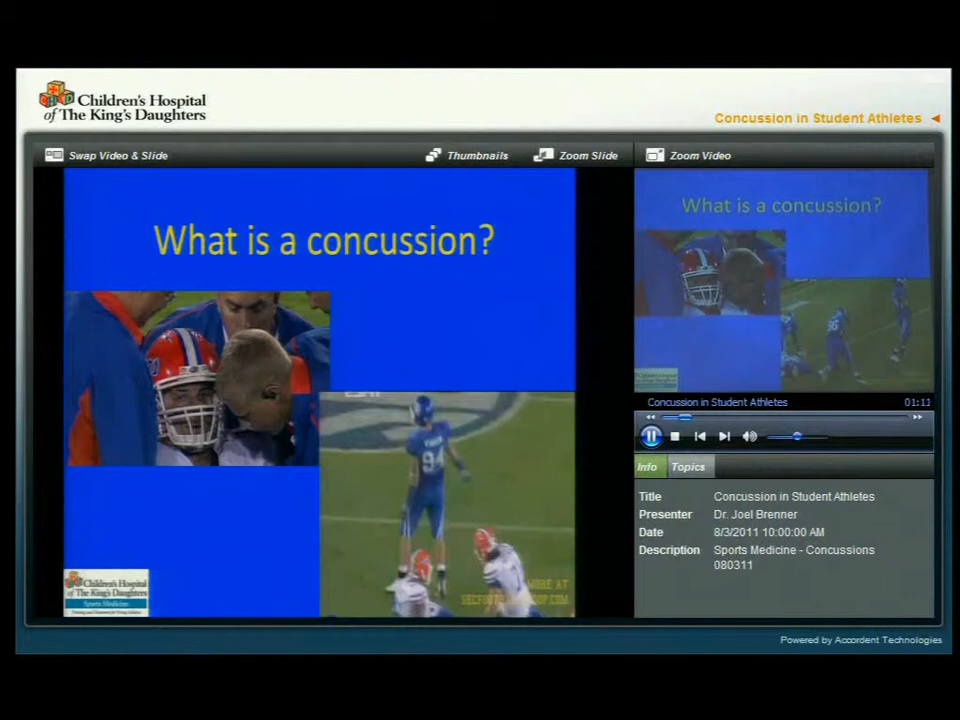 Children's Hospital
of The King's Daughters
Concussion in Student Athletes
Swap Video & Slide
Thumbnails
Zoom Slide
Zoom Video
What is a concussion?
94
MORE AT
Children's Hospital
of The King's Daughters
Sports Medicine
What is a concussion?
Concussion in Student Athletes
01:11
Info
Topics
Title
Concussion in Student Athletes
Presenter
Dr. Joel Brenner
Date
8/3/2011 10:00:00 AM
Description
Sports Medicine - Concussions
080311
Powered by Accordent Technologies